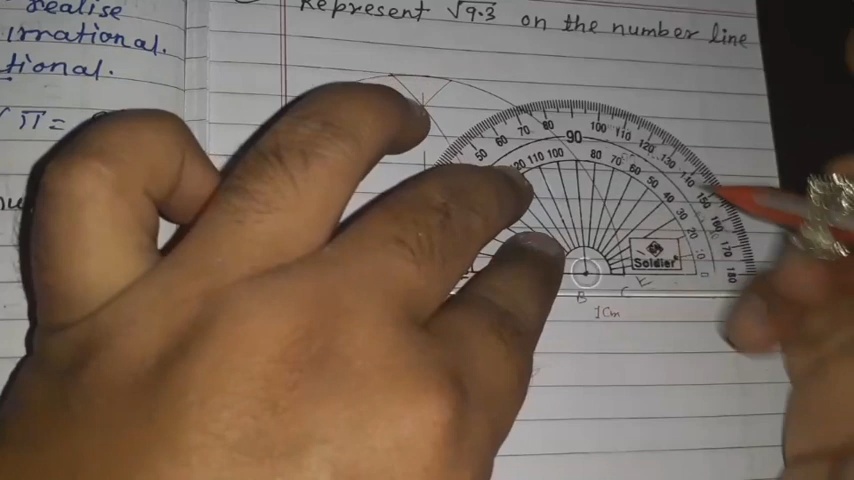 realise
irrational.
tional.
π=
Represent √9.3 on the number line
50 60 70 80 90 100 110 120 130 140 150 160 170 180
120 110 100 80 70 60 50 40 30 20 10 0
Soldier
B C
1Cm